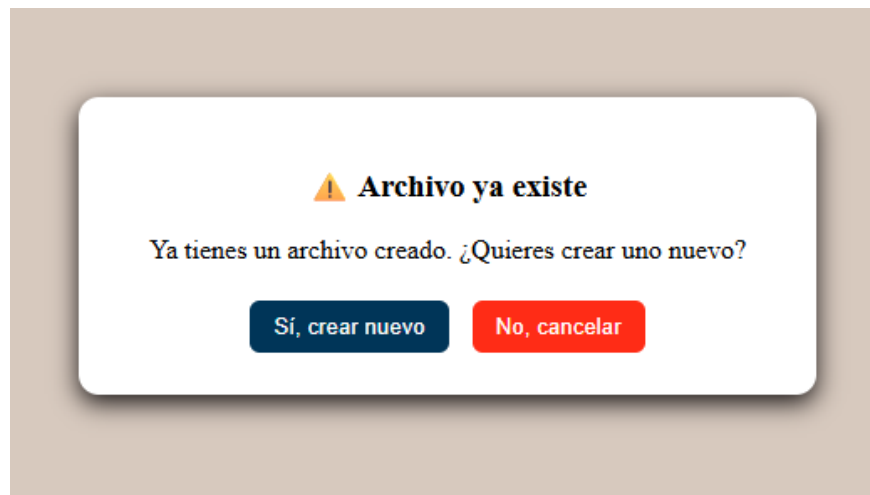 ⚠️ Archivo ya existe
Ya tienes un archivo creado. ¿Quieres crear uno nuevo?
Sí, crear nuevo
No, cancelar